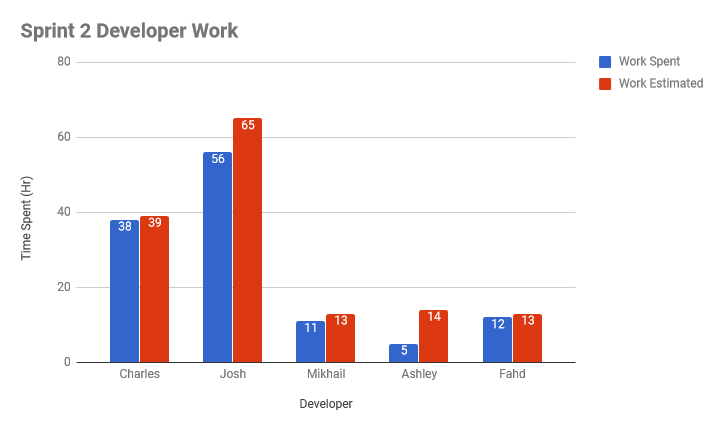 Sprint 2 Developer Work
Work Spent
Work Estimated
Time Spent (Hr)
80
60
40
20
0
38
39
56
65
11
13
5
14
12
13
Charles
Josh
Mikhail
Ashley
Fahd
Developer